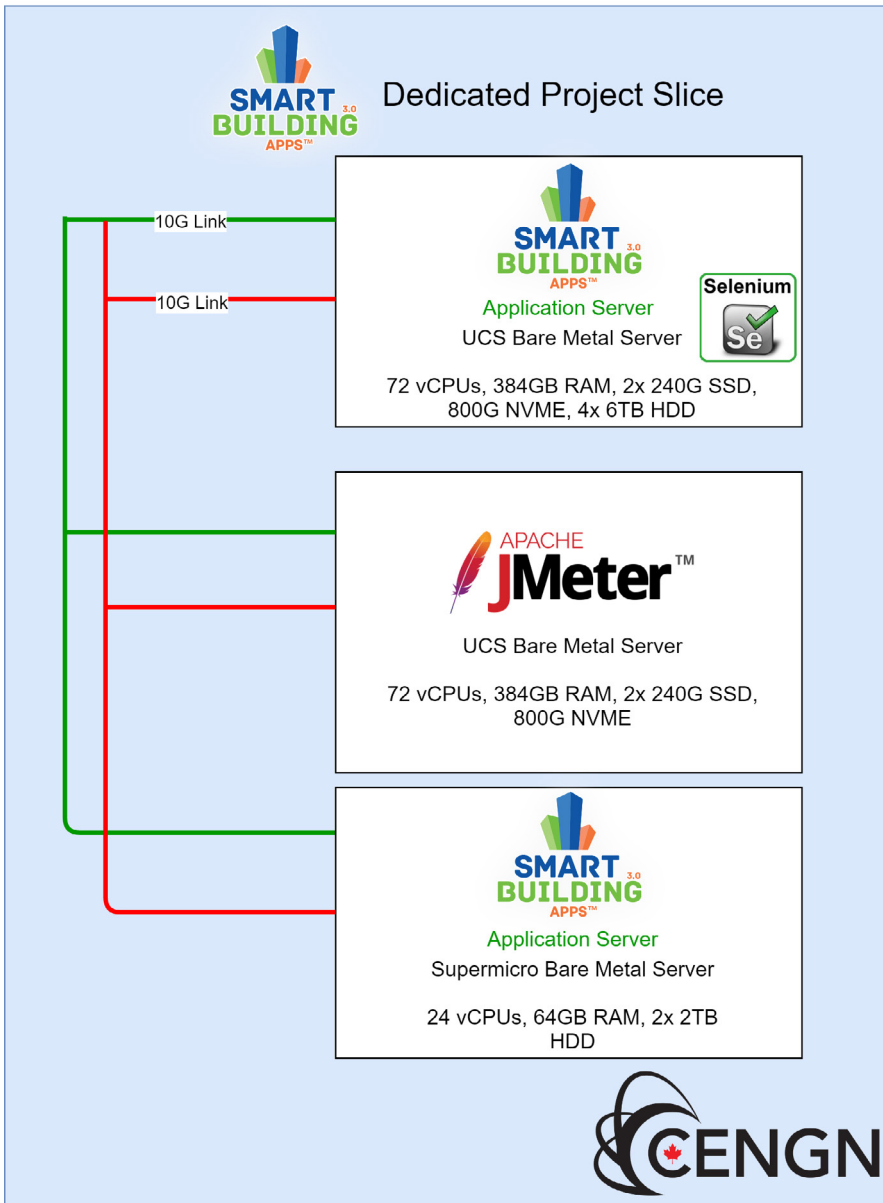 SMART 3.0
BUILDING
APPS™
Dedicated Project Slice
10G Link
10G Link
SMART 3.0
BUILDING
APPS™
Application Server
UCS Bare Metal Server
Selenium
Se
72 vCPUs, 384GB RAM, 2x 240G SSD,
800G NVME, 4x 6TB HDD
APACHE
JMeter™
UCS Bare Metal Server
72 vCPUs, 384GB RAM, 2x 240G SSD,
800G NVME
SMART 3.0
BUILDING
APPS™
Application Server
Supermicro Bare Metal Server
24 vCPUs, 64GB RAM, 2x 2TB
HDD
CENGN